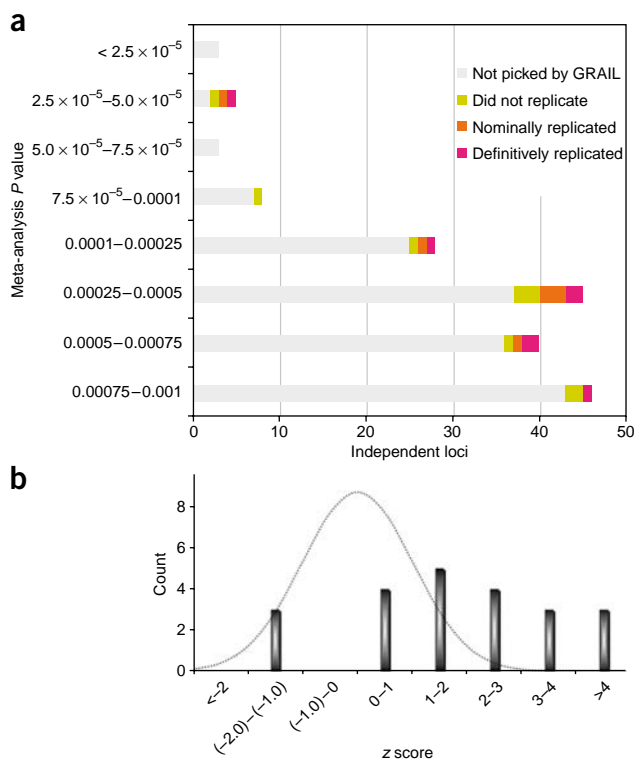 a
< 2.5 × 10⁻⁵
2.5 × 10⁻⁵–5.0 × 10⁻⁵
5.0 × 10⁻⁵–7.5 × 10⁻⁵
7.5 × 10⁻⁵–0.0001
0.0001–0.00025
0.00025–0.0005
0.0005–0.00075
0.00075–0.001
Meta-analysis P value
Not picked by GRAIL
Did not replicate
Nominally replicated
Definitively replicated
0 10 20 30 40 50
Independent loci
b
8
6
4
2
0
Count
<–2 (–2.0)–(–1.0) (–1.0)–0 0–1 1–2 2–3 3–4 >4
z score